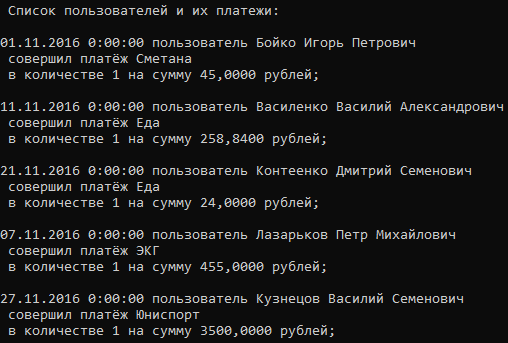 Список пользователей и их платежи:
01.11.2016 0:00:00 пользователь Бойко Игорь Петрович
совершил платёж Сметана
в количестве 1 на сумму 45,0000 рублей;
11.11.2016 0:00:00 пользователь Василенко Василий Александрович
совершил платёж Еда
в количестве 1 на сумму 258,8400 рублей;
21.11.2016 0:00:00 пользователь Контеенко Дмитрий Семенович
совершил платёж Еда
в количестве 1 на сумму 24,0000 рублей;
07.11.2016 0:00:00 пользователь Лазарьков Петр Михайлович
совершил платёж ЭКГ
в количестве 1 на сумму 455,0000 рублей;
27.11.2016 0:00:00 пользователь Кузнецов Василий Семенович
совершил платёж Юниспорт
в количестве 1 на сумму 3500,0000 рублей;